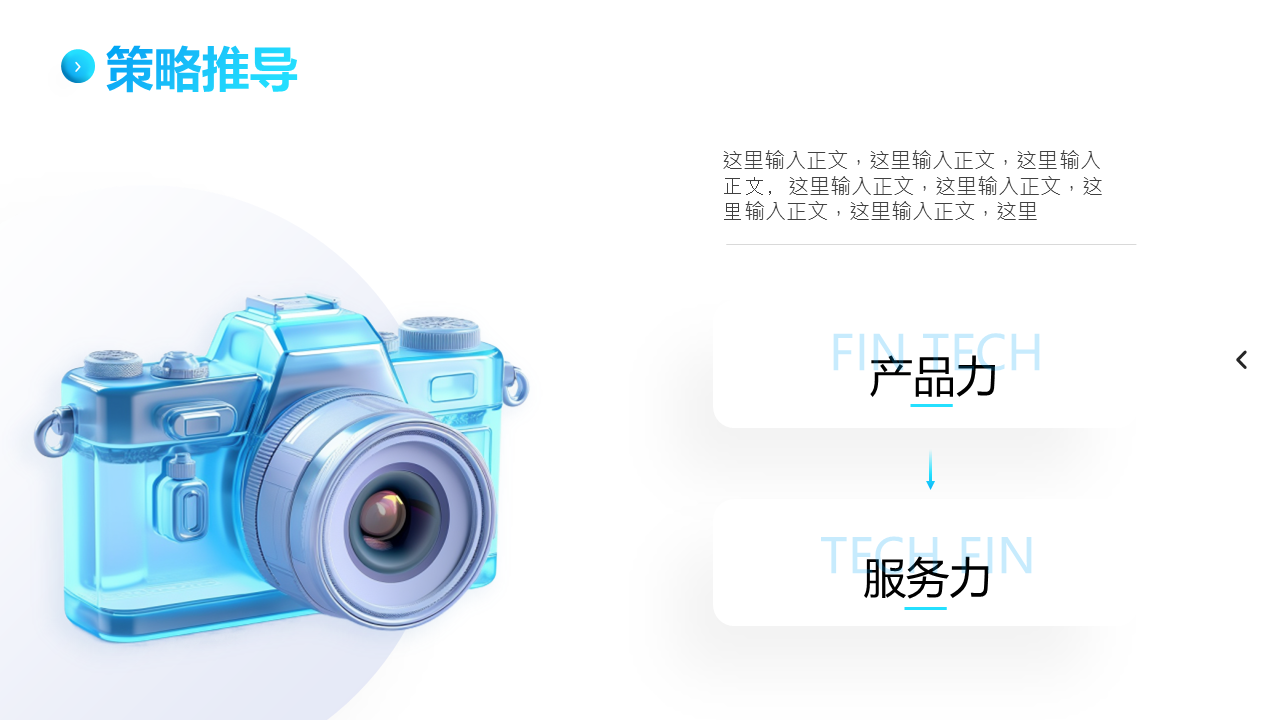 策略推导
这里输入正文，这里输入正文，这里输入
正文，这里输入正文，这里输入正文，这
里输入正文，这里输入正文，这里
FIN TECH
产品力
TECH FIN
服务力